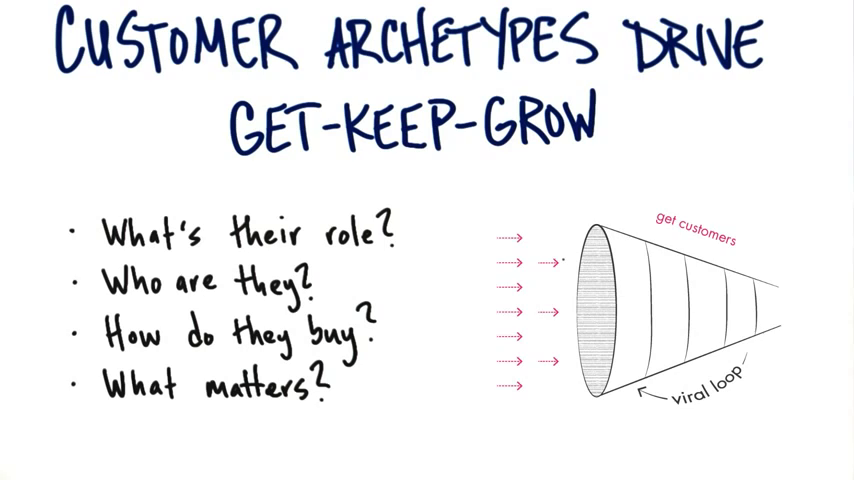 CUSTOMER ARCHETYPES DRIVE
GET-KEEP-GROW
· What's their role?
· Who are they?
· How do they buy?
· What matters?
get customers
viral loop